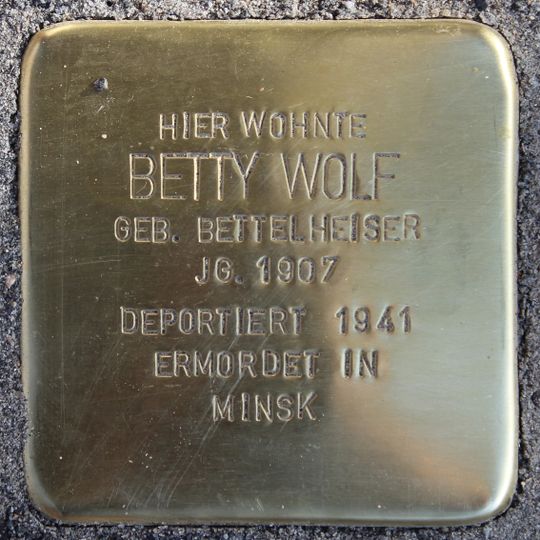 HIER WOHNTE
BETTY WOLF
GEB. BETTELHEISER
JG. 1907
DEPORTIERT 1941
ERMORDET IN
MINSK